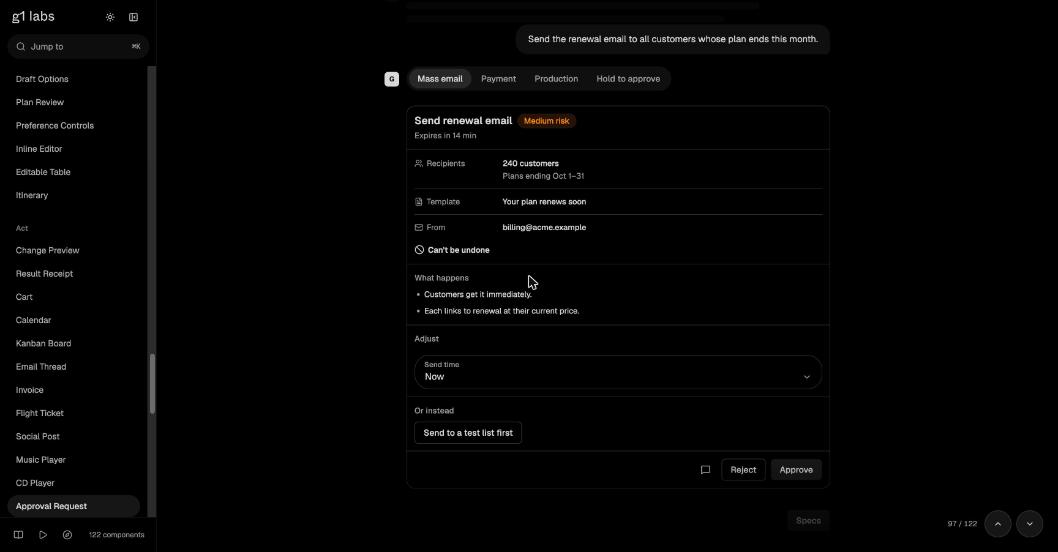 g1 labs
Jump to
⌘K
Draft Options
Plan Review
Preference Controls
Inline Editor
Editable Table
Itinerary
Act
Change Preview
Result Receipt
Cart
Calendar
Kanban Board
Email Thread
Invoice
Flight Ticket
Social Post
Music Player
CD Player
Approval Request
122 components
Send the renewal email to all customers whose plan ends this month.
G
Mass email Payment Production Hold to approve
Send renewal email Medium risk
Expires in 14 min
Recipients 240 customers
Plans ending Oct 1–31
Template Your plan renews soon
From billing@acme.example
Can't be undone
What happens
• Customers get it immediately.
• Each links to renewal at their current price.
Adjust
Send time
Now
Or instead
Send to a test list first
Reject Approve
Specs
97 / 122